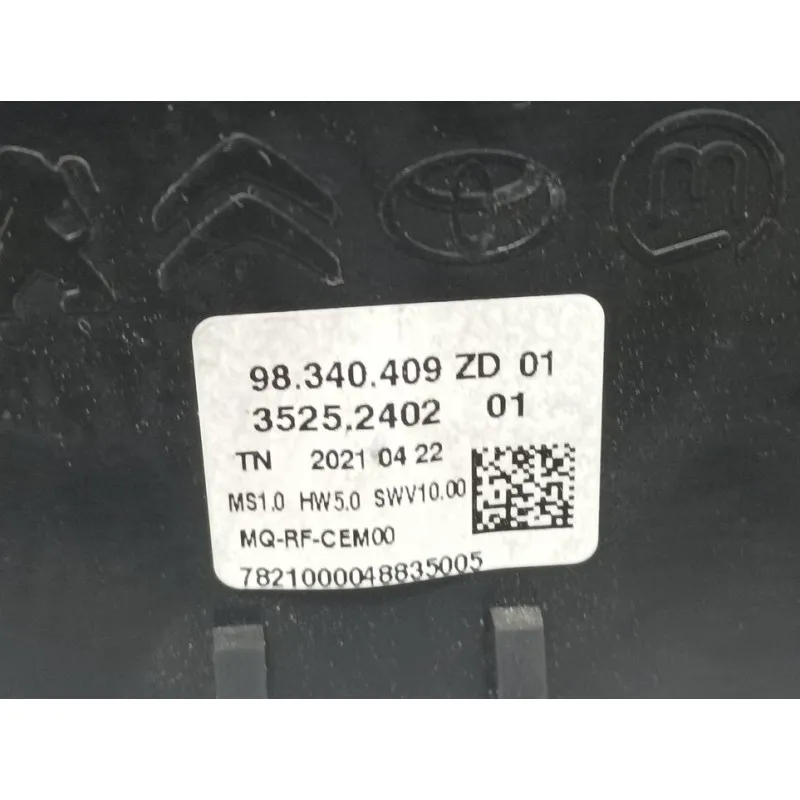 98.340.409 ZD 01
3525.2402 01
TN 2021 04 22
MS1.0 HW5.0 SWV10.00
MQ-RF-CEM00
7821000048835005